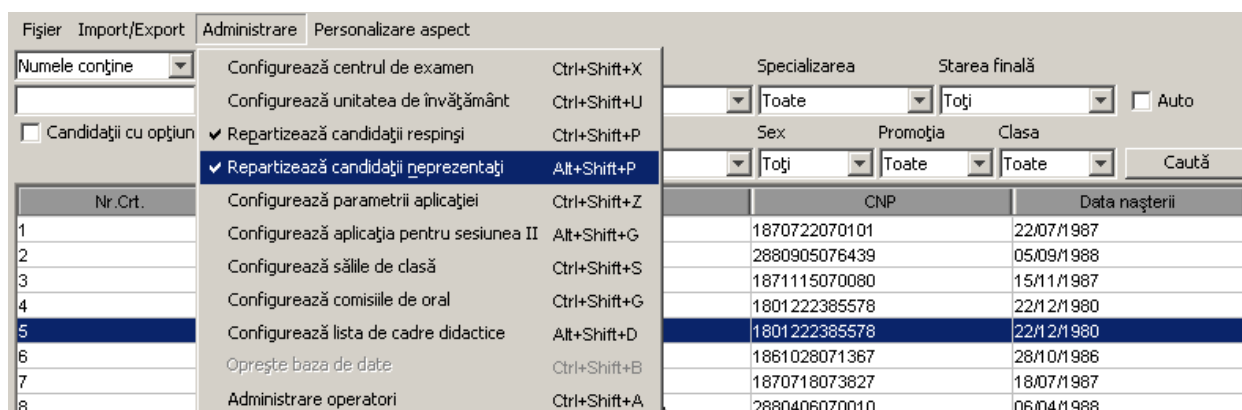 Fişier Import/Export Administrare Personalizare aspect
Numele conţine
Specializarea Starea finală
Toate Toţi Auto
Candidaţii cu opţiun
Sex Promoţia Clasa
Toţi Toate Toate Caută
Configurează centrul de examen Ctrl+Shift+X
Configurează unitatea de învăţământ Ctrl+Shift+U
Repartizează candidaţii respinşi Ctrl+Shift+P
Repartizează candidaţii neprezentaţi Alt+Shift+P
Configurează parametrii aplicaţiei Ctrl+Shift+Z
Configurează aplicaţia pentru sesiunea II Alt+Shift+G
Configurează sălile de clasă Ctrl+Shift+S
Configurează comisiile de oral Ctrl+Shift+G
Configurează lista de cadre didactice Alt+Shift+D
Opreşte baza de date Ctrl+Shift+B
Administrare operatori Ctrl+Shift+A
Nr.Crt. CNP Data naşterii
1 1870722070101 22/07/1987
2 2880905076439 05/09/1988
3 1871115070080 15/11/1987
4 1801222385578 22/12/1980
5 1801222385578 22/12/1980
6 1861028071367 28/10/1986
7 1870718073827 18/07/1987
8 2880406070010 06/04/1988